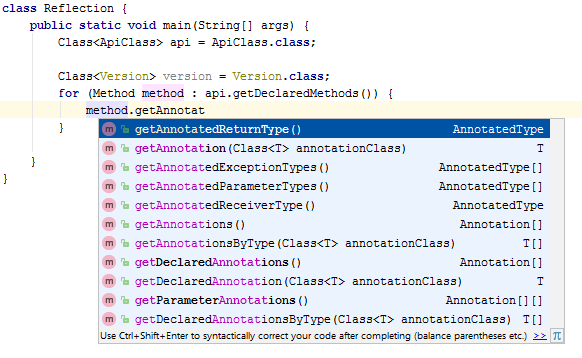 class Reflection {
public static void main(String[] args) {
Class<ApiClass> api = ApiClass.class;
Class<Version> version = Version.class;
for (Method method : api.getDeclaredMethods()) {
method.getAnnotat
}
}
}
m getAnnotatedReturnType() AnnotatedType
m getAnnotation(Class<T> annotationClass) T
m getAnnotatedExceptionTypes() AnnotatedType[]
m getAnnotatedParameterTypes() AnnotatedType[]
m getAnnotatedReceiverType() AnnotatedType
m getAnnotations() Annotation[]
m getAnnotationsByType(Class<T> annotationClass) T[]
m getDeclaredAnnotations() Annotation[]
m getDeclaredAnnotation(Class<T> annotationClass) T
m getParameterAnnotations() Annotation[][]
m getDeclaredAnnotationsByType(Class<T> annotationClass) T[]
Use Ctrl+Shift+Enter to syntactically correct your code after completing (balance parentheses etc.) >> π